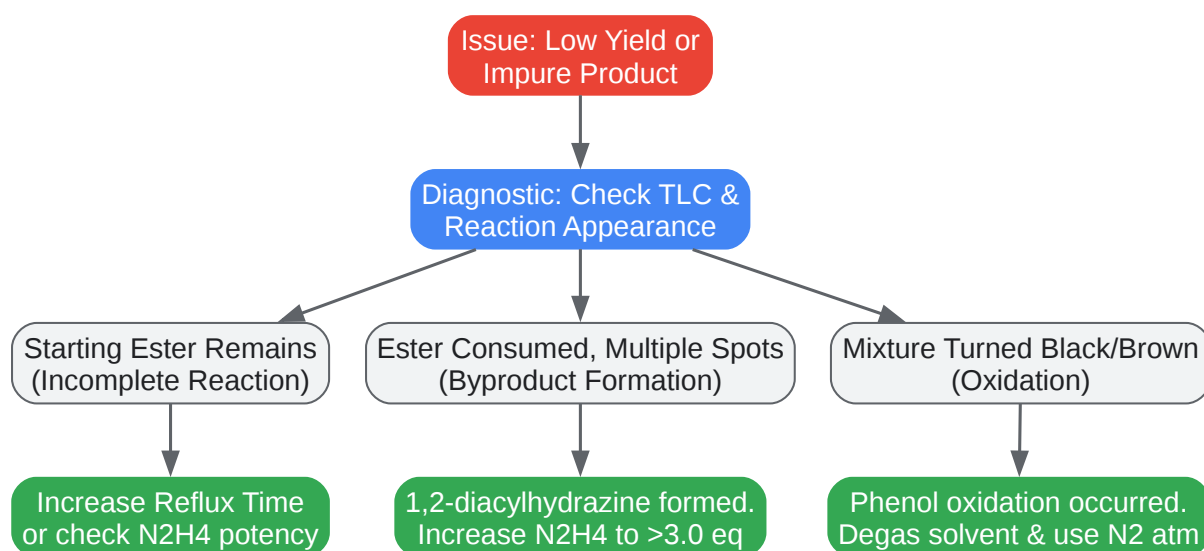 Issue: Low Yield or
Impure Product
Diagnostic: Check TLC &
Reaction Appearance
Starting Ester Remains
(Incomplete Reaction)
Ester Consumed, Multiple Spots
(Byproduct Formation)
Mixture Turned Black/Brown
(Oxidation)
Increase Reflux Time
or check N2H4 potency
1,2-diacylhydrazine formed.
Increase N2H4 to >3.0 eq
Phenol oxidation occurred.
Degas solvent & use N2 atm